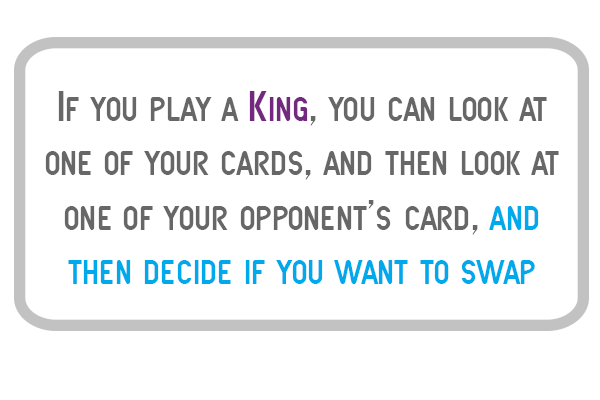 If you play a King, you can look at
one of your cards, and then look at
one of your opponent's card, and
then decide if you want to swap